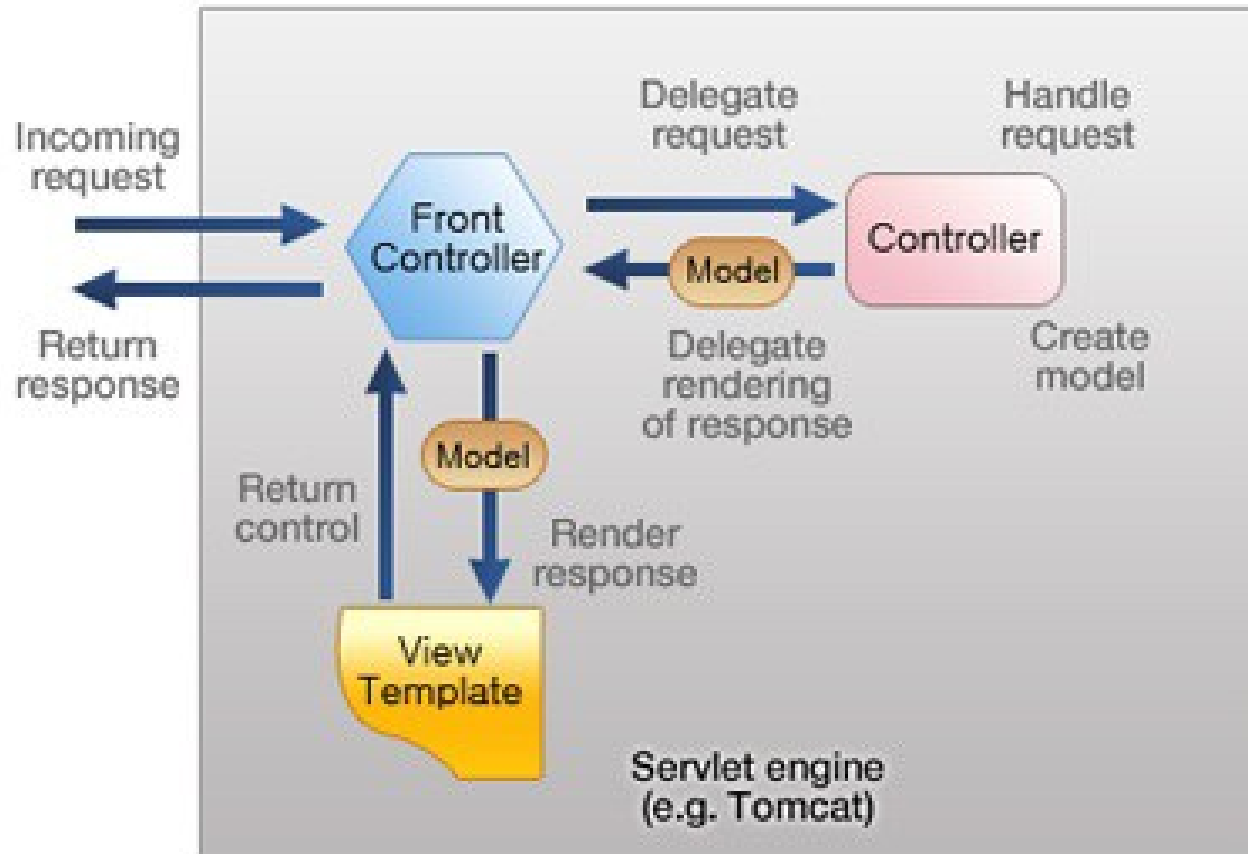 Incoming
request
Return
response
Front
Controller
Delegate
request
Handle
request
Controller
Model
Delegate
rendering
of response
Create
model
Model
Return
control
Render
response
View
Template
Servlet engine
(e.g. Tomcat)